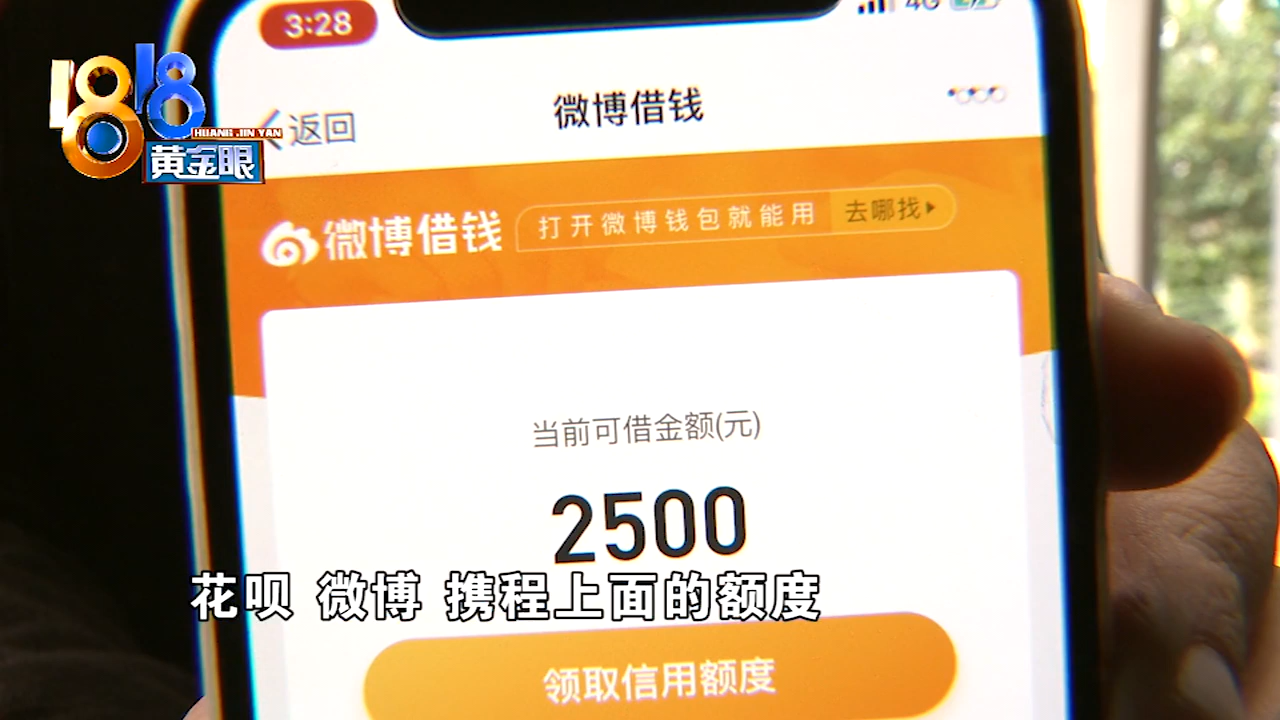 3:28
4G
1818
HUANG JIN YAN
黄金眼
返回
微博借钱
微博借钱
打开微博钱包就能用
去哪找
当前可借金额(元)
2500
花呗 微博 携程上面的额度
领取信用额度